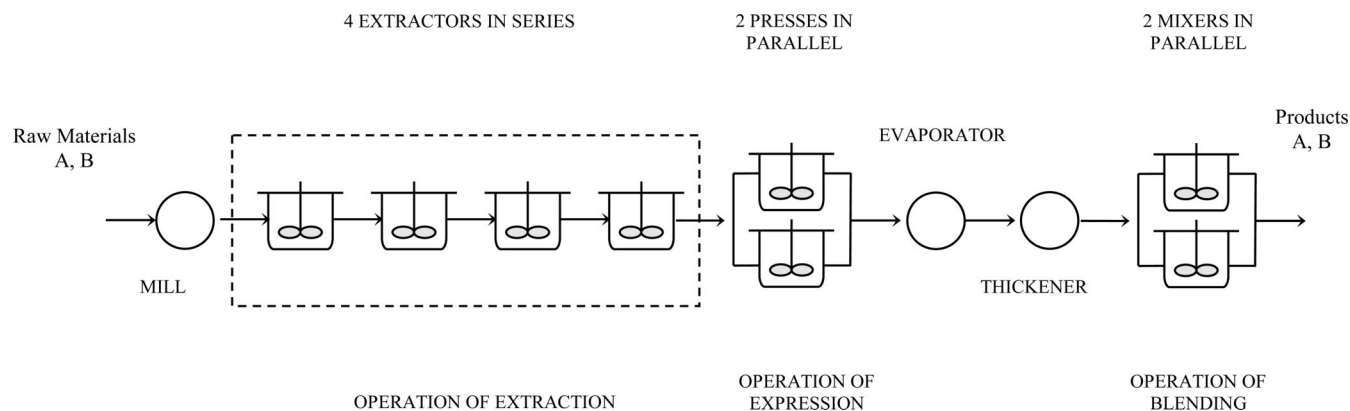 4 EXTRACTORS IN SERIES
2 PRESSES IN
PARALLEL
2 MIXERS IN
PARALLEL
Raw Materials
A, B
MILL
EVAPORATOR
THICKENER
Products
A, B
OPERATION OF EXTRACTION
OPERATION OF
EXPRESSION
OPERATION OF
BLENDING